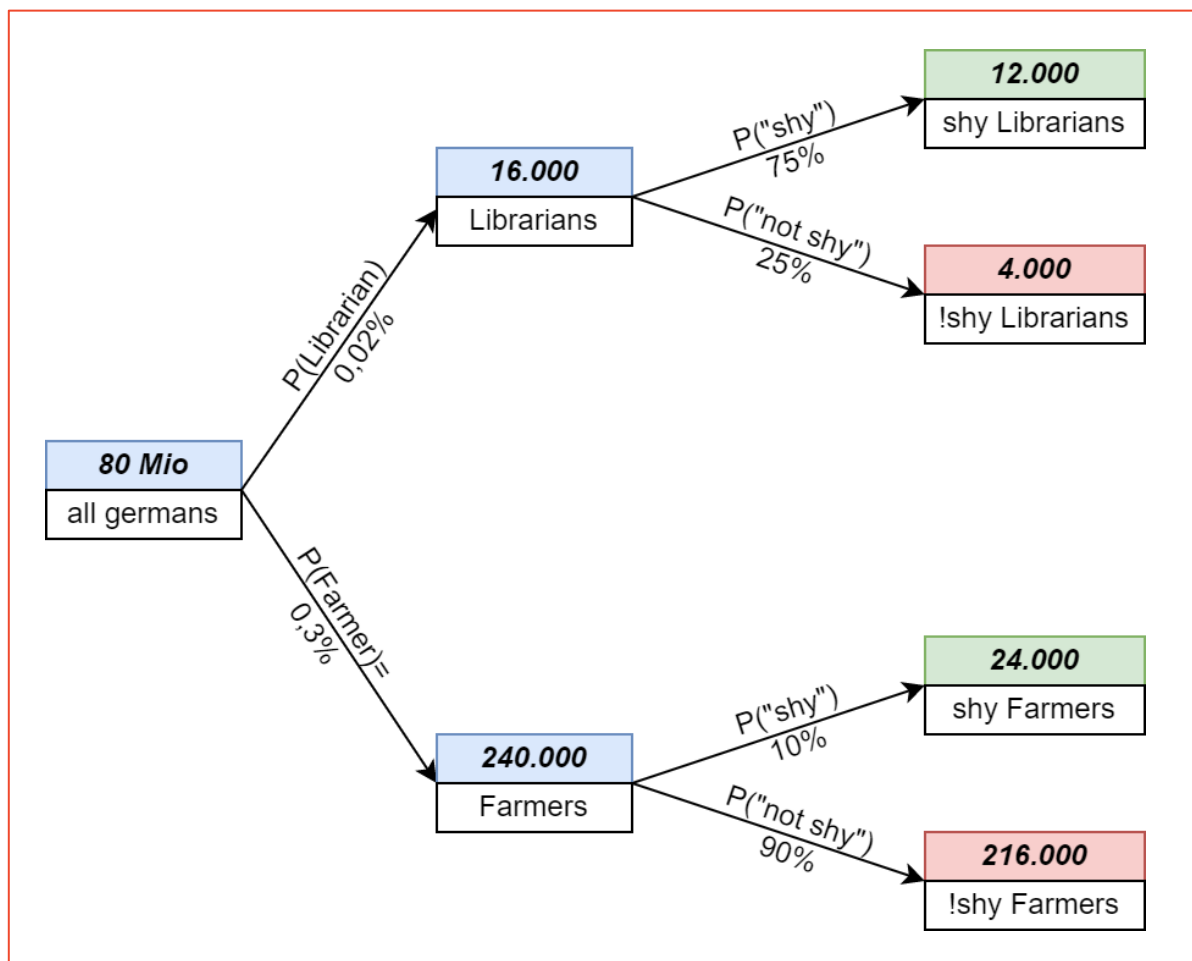 80 Mio
all germans
P(Librarian)
0,02%
16.000
Librarians
P("shy")
75%
12.000
shy Librarians
P("not shy")
25%
4.000
!shy Librarians
P(Farmer)=
0,3%
240.000
Farmers
P("shy")
10%
24.000
shy Farmers
P("not shy")
90%
216.000
!shy Farmers